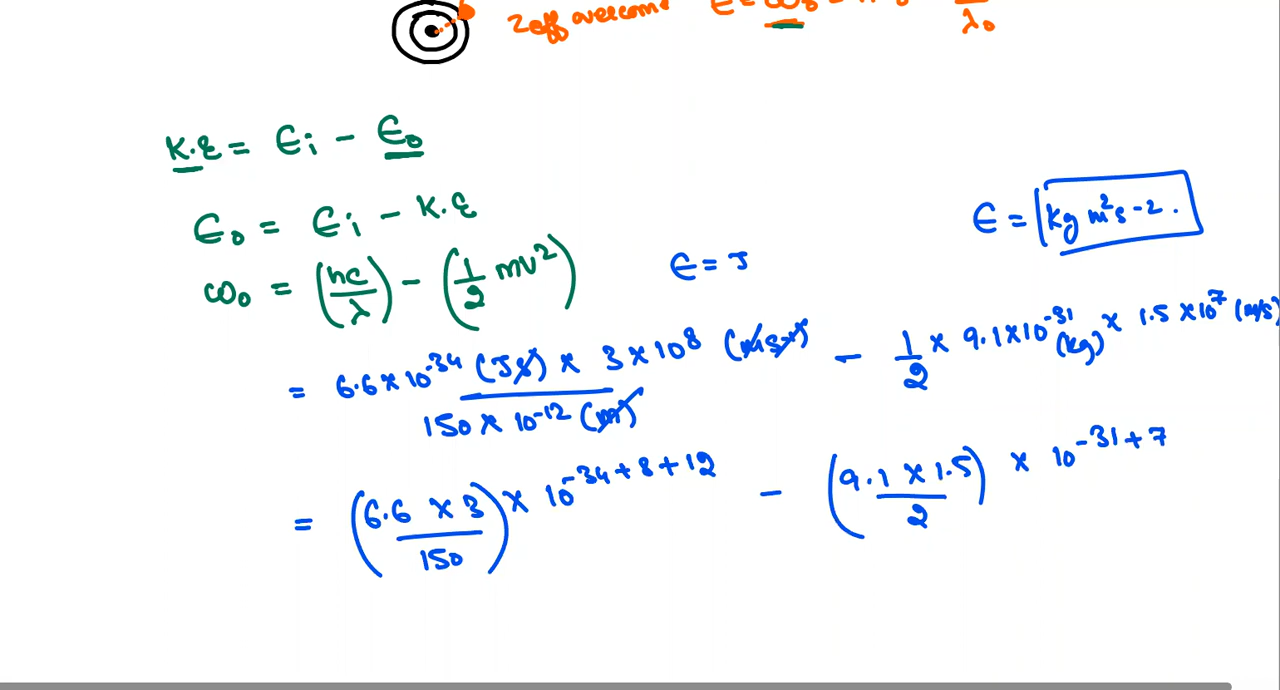 Zeff overcome
λ₀
K.E = Ei - E₀
E₀ = Ei - K.E
E = kg m²s-2.
ω₀ = (hc/λ) - (1/2 mv²)
E = J
= 6.6 × 10⁻³⁴ (Js) × 3 × 10⁸ (ms⁻¹) / 150 × 10⁻¹² (m) - 1/2 × 9.1 × 10⁻³¹ (kg) × 1.5 × 10⁷ (m/s)
= (6.6 × 3 / 150) × 10⁻³⁴⁺⁸⁺¹² - (9.1 × 1.5 / 2) × 10⁻³¹⁺⁷